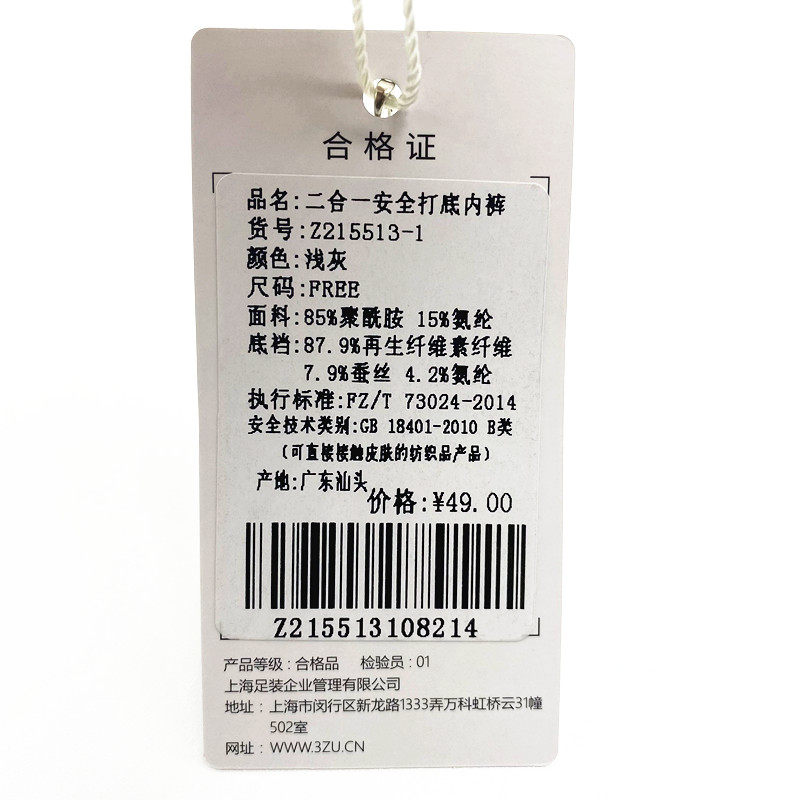 合格证
品名:二合一安全打底内裤
货号:Z215513-1
颜色:浅灰
尺码:FREE
面料:85%聚酰胺 15%氨纶
底裆:87.9%再生纤维素纤维
7.9%蚕丝 4.2%氨纶
执行标准:FZ/T 73024-2014
安全技术类别:GB 18401-2010 B类
(可直接接触皮肤的纺织品产品)
产地:广东汕头
价格:¥49.00
Z215513108214
产品等级:合格品 检验员:01
上海足装企业管理有限公司
地址:上海市闵行区新龙路1333弄万科虹桥云31幢
502室
网址:WWW.3ZU.CN